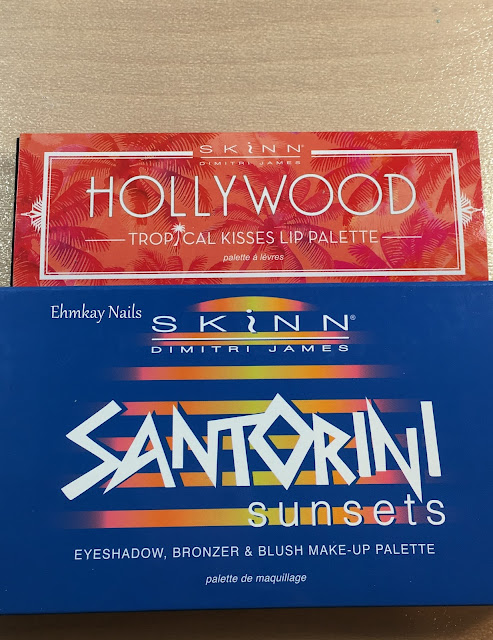 SKiNN
DIMITRI JAMES
HOLLYWOOD
TROPICAL KISSES LIP PALETTE
palette à lèvres
Ehmkay Nails
SKiNN®
DIMITRI JAMES
SANTORINI
sunsets
EYESHADOW, BRONZER & BLUSH MAKE-UP PALETTE
palette de maquillage